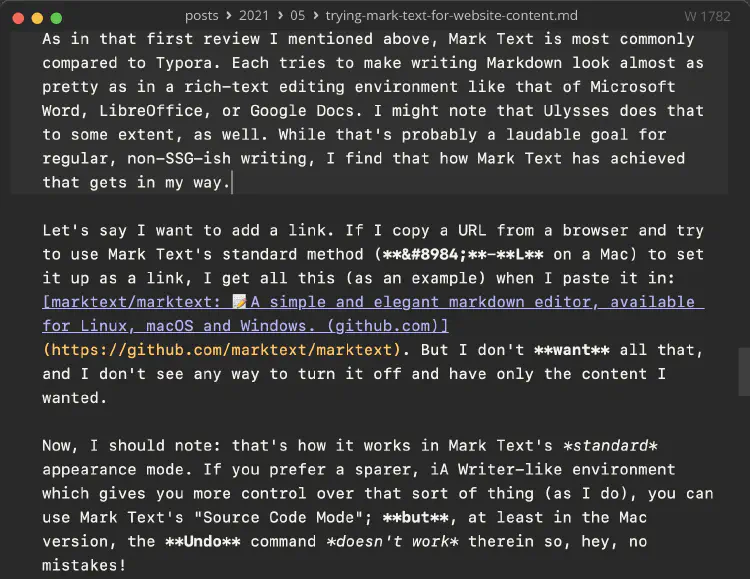 posts > 2021 > 05 > trying-mark-text-for-website-content.md
W 1782
As in that first review I mentioned above, Mark Text is most commonly
compared to Typora. Each tries to make writing Markdown look almost as
pretty as in a rich-text editing environment like that of Microsoft
Word, LibreOffice, or Google Docs. I might note that Ulysses does that
to some extent, as well. While that's probably a laudable goal for
regular, non-SSG-ish writing, I find that how Mark Text has achieved
that gets in my way.
Let's say I want to add a link. If I copy a URL from a browser and try
to use Mark Text's standard method (**&#8984;**-**L** on a Mac) to set
it up as a link, I get all this (as an example) when I paste it in:
[marktext/marktext: 📝A simple and elegant markdown editor, available
for Linux, macOS and Windows. (github.com)]
(https://github.com/marktext/marktext). But I don't **want** all that,
and I don't see any way to turn it off and have only the content I
wanted.
Now, I should note: that's how it works in Mark Text's *standard*
appearance mode. If you prefer a sparer, iA Writer-like environment
which gives you more control over that sort of thing (as I do), you can
use Mark Text's "Source Code Mode"; **but**, at least in the Mac
version, the **Undo** command *doesn't work* therein so, hey, no
mistakes!